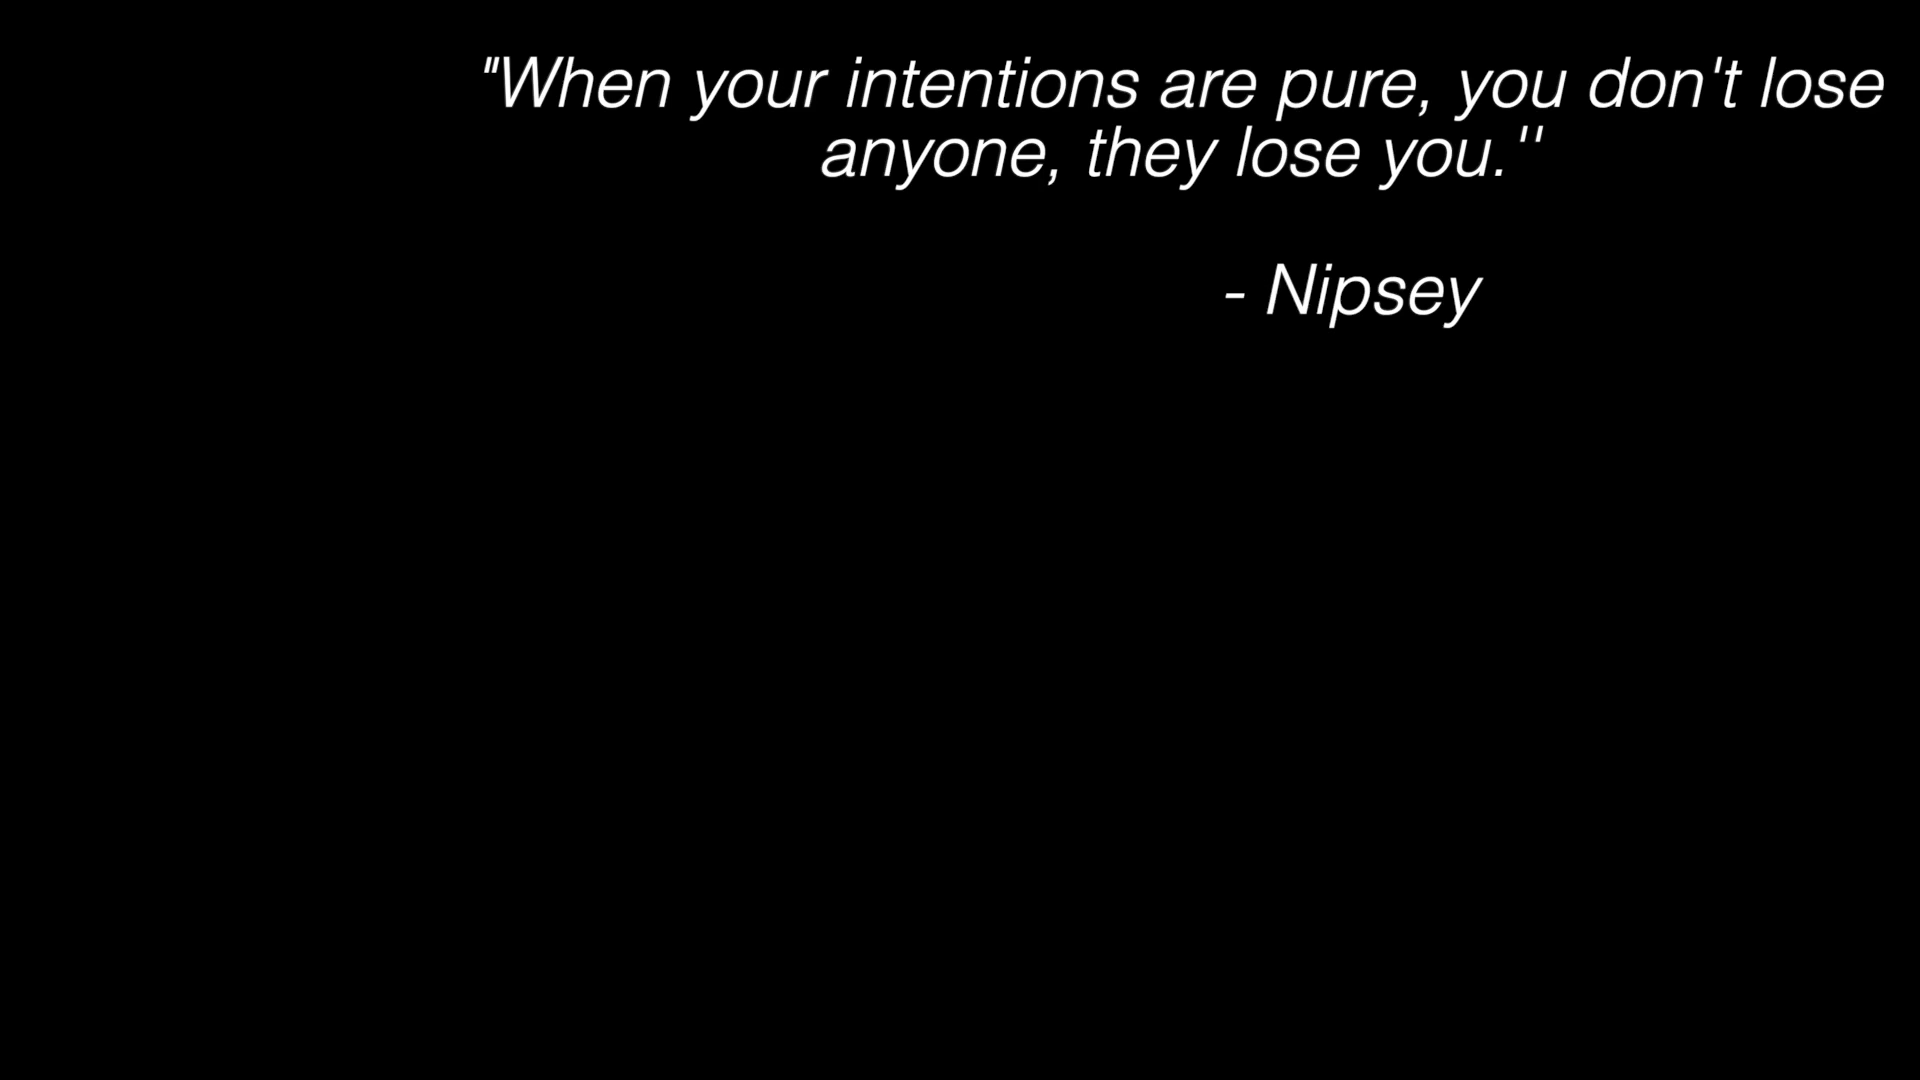 "When your intentions are pure, you don't lose
anyone, they lose you.''
- Nipsey